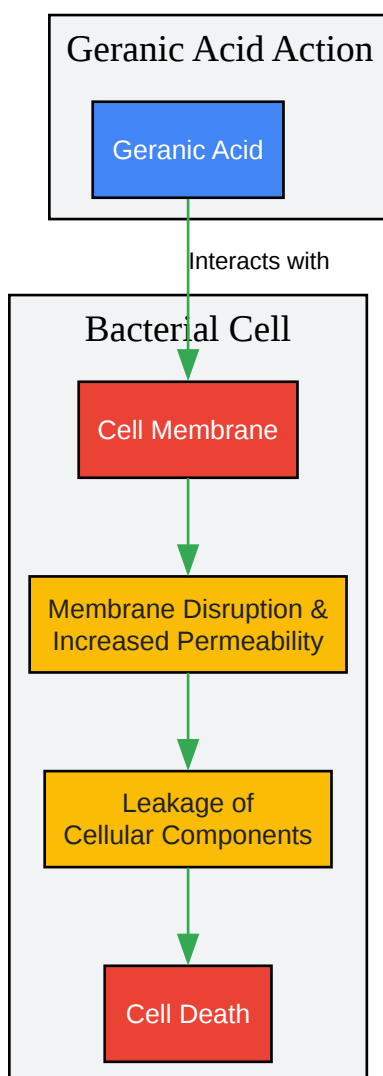 Geranic Acid Action
Geranic Acid
Interacts with
Bacterial Cell
Cell Membrane
Membrane Disruption &
Increased Permeability
Leakage of
Cellular Components
Cell Death